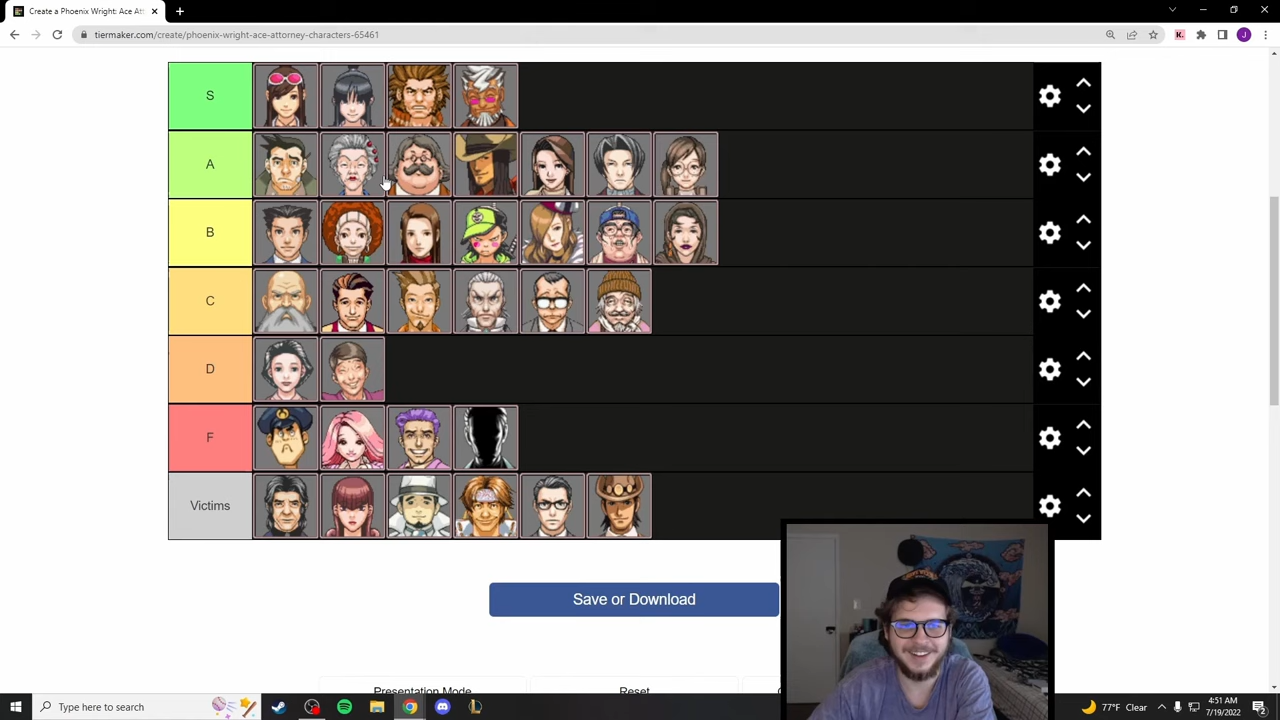 Create a Phoenix Wright: Ace Att
tiermaker.com/create/phoenix-wright-ace-attorney-characters-65461
K.
J
S
A
B
C
D
F
Victims
Save or Download
Presentation Mode
Reset
Type here to search
77°F Clear
4:51 AM
7/19/2022
2